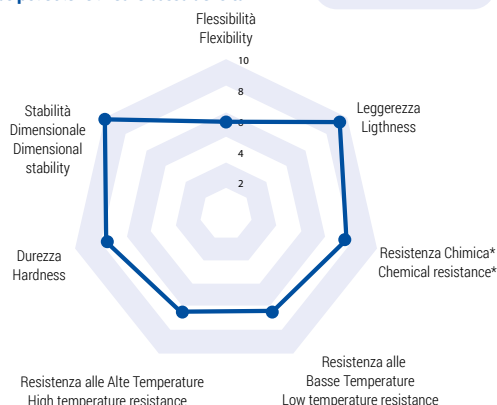 Flessibilità
Flexibility
10
8
6
4
2
Leggerezza
Ligthness
Stabilità
Dimensionale
Dimensional
stability
Durezza
Hardness
Resistenza Chimica*
Chemical resistance*
Resistenza alle Alte Temperature
High temperature resistance
Resistenza alle
Basse Temperature
Low temperature resistance